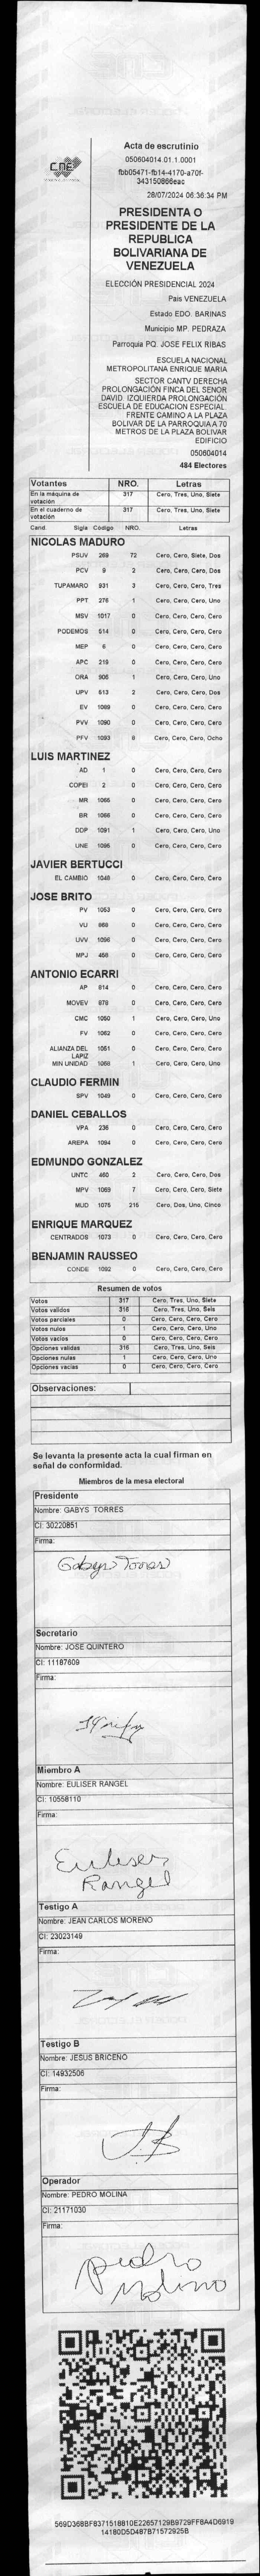 CNE
Acta de escrutinio
050604014.01.1.0001
fbb05471-fb14-4170-a70f-
343150866eac
28/07/2024 06:36:34 PM
PRESIDENTA O
PRESIDENTE DE LA
REPUBLICA
BOLIVARIANA DE
VENEZUELA
ELECCIÓN PRESIDENCIAL 2024
Pais VENEZUELA
Estado EDO. BARINAS
Municipio MP. PEDRAZA
Parroquia PQ. JOSE FELIX RIBAS
ESCUELA NACIONAL
METROPOLITANA ENRIQUE MARIA
SECTOR CANTV DERECHA
PROLONGACIÓN FINCA DEL SENOR
DAVID. IZQUIERDA PROLONGACIÓN
ESCUELA DE EDUCACION ESPECIAL
FRENTE CAMINO A LA PLAZA
BOLIVAR DE LA PARROQUIA A 70
METROS DE LA PLAZA BOLIVAR
EDIFICIO
050604014
484 Electores
Votantes NRO. Letras
En la máquina de votación 317 Cero, Tres, Uno, Siete
En el cuaderno de votación 317 Cero, Tres, Uno, Siete
Cand. Sigla Código NRO. Letras
NICOLAS MADURO
PSUV 269 72 Cero, Cero, Siete, Dos
PCV 9 2 Cero, Cero, Cero, Dos
TUPAMARO 931 3 Cero, Cero, Cero, Tres
PPT 276 1 Cero, Cero, Cero, Uno
MSV 1017 0 Cero, Cero, Cero, Cero
PODEMOS 514 0 Cero, Cero, Cero, Cero
MEP 6 0 Cero, Cero, Cero, Cero
APC 219 0 Cero, Cero, Cero, Cero
ORA 906 1 Cero, Cero, Cero, Uno
UPV 613 2 Cero, Cero, Cero, Dos
EV 1089 0 Cero, Cero, Cero, Cero
PVV 1090 0 Cero, Cero, Cero, Cero
PFV 1093 8 Cero, Cero, Cero, Ocho
LUIS MARTINEZ
AD 1 0 Cero, Cero, Cero, Cero
COPEI 2 0 Cero, Cero, Cero, Cero
MR 1065 0 Cero, Cero, Cero, Cero
BR 1066 0 Cero, Cero, Cero, Cero
DDP 1091 1 Cero, Cero, Cero, Uno
UNE 1095 0 Cero, Cero, Cero, Cero
JAVIER BERTUCCI
EL CAMBIO 1048 0 Cero, Cero, Cero, Cero
JOSE BRITO
PV 1053 0 Cero, Cero, Cero, Cero
VU 868 0 Cero, Cero, Cero, Cero
UVV 1096 0 Cero, Cero, Cero, Cero
MPJ 456 0 Cero, Cero, Cero, Cero
ANTONIO ECARRI
AP 814 0 Cero, Cero, Cero, Cero
MOVEV 979 0 Cero, Cero, Cero, Cero
CMC 1050 1 Cero, Cero, Cero, Uno
FV 1062 0 Cero, Cero, Cero, Cero
ALIANZA DEL LAPIZ 1051 0 Cero, Cero, Cero, Cero
MIN UNIDAD 1068 1 Cero, Cero, Cero, Uno
CLAUDIO FERMIN
SPV 1049 0 Cero, Cero, Cero, Cero
DANIEL CEBALLOS
VPA 236 0 Cero, Cero, Cero, Cero
AREPA 1094 0 Cero, Cero, Cero, Cero
EDMUNDO GONZALEZ
UNTC 460 2 Cero, Cero, Cero, Dos
MPV 1069 7 Cero, Cero, Cero, Siete
MUD 1075 215 Cero, Dos, Uno, Cinco
ENRIQUE MARQUEZ
CENTRADOS 1073 0 Cero, Cero, Cero, Cero
BENJAMIN RAUSSEO
CONDE 1092 0 Cero, Cero, Cero, Cero
Resumen de votos
Votos 317 Cero, Tres, Uno, Siete
Votos validos 316 Cero, Tres, Uno, Seis
Votos parciales 0 Cero, Cero, Cero, Cero
Votos nulos 1 Cero, Cero, Cero, Uno
Votos vacios 0 Cero, Cero, Cero, Cero
Opciones validas 316 Cero, Tres, Uno, Seis
Opciones nulas 1 Cero, Cero, Cero, Uno
Opciones vacias 0 Cero, Cero, Cero, Cero
Observaciones:
Se levanta la presente acta la cual firman en
señal de conformidad.
Miembros de la mesa electoral
Presidente
Nombre: GABYS TORRES
CI: 30220851
Firma:
Gabys Torres
Secretario
Nombre: JOSE QUINTERO
CI: 11187609
Firma:
Miembro A
Nombre: EULISER RANGEL
CI: 10558110
Firma:
Euliser
Rangel
Testigo A
Nombre: JEAN CARLOS MORENO
CI: 23023149
Firma:
Testigo B
Nombre: JESUS BRICENO
CI: 14932506
Firma:
Operador
Nombre: PEDRO MOLINA
CI: 21171030
Firma:
pedro
Molina
569D368BF8371518810E22657129B9729FF8A4D6919
14180D5D487B71572925B